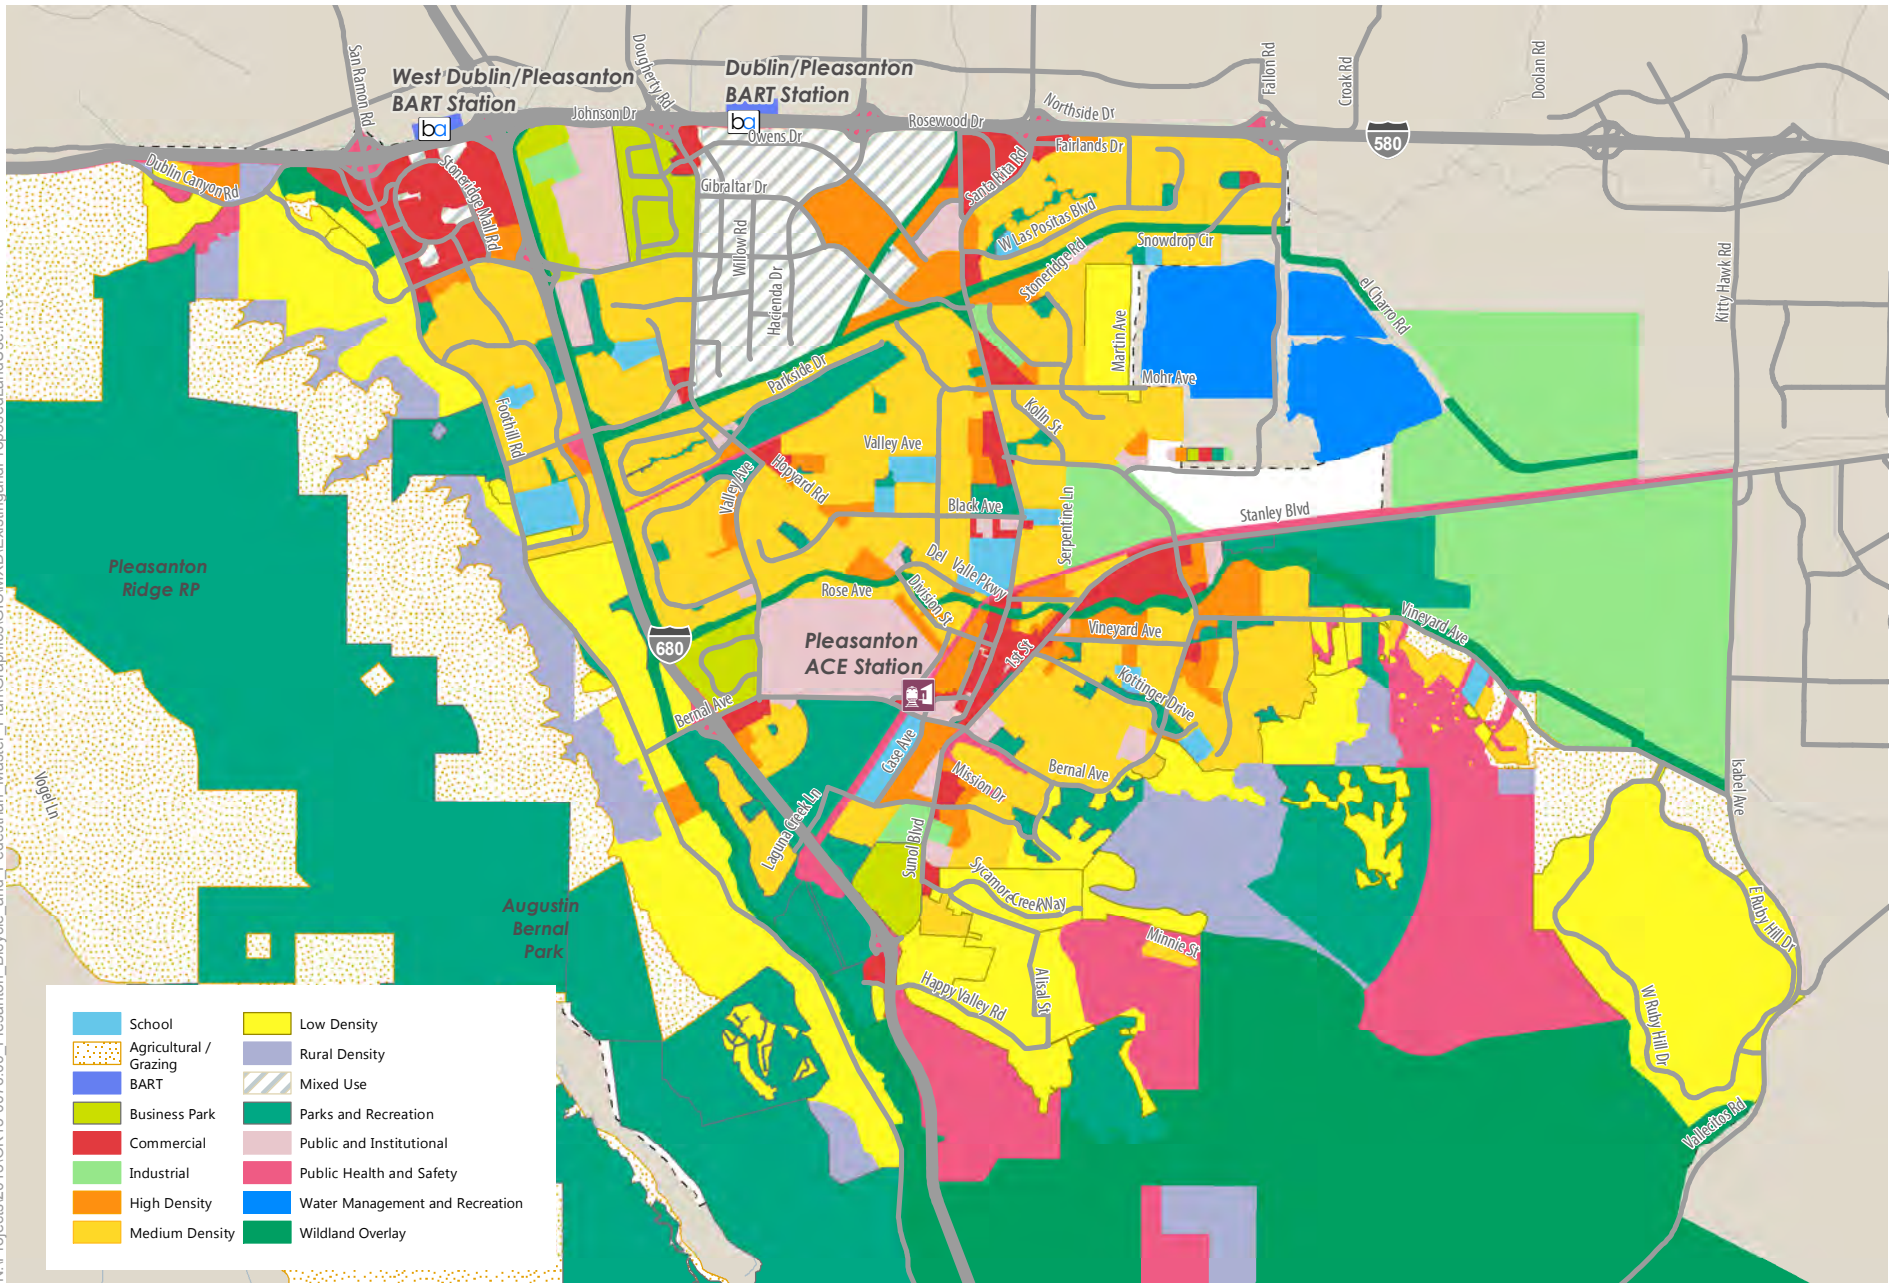 San Ramon Rd
West Dublin/Pleasanton
BART Station
ba
Johnson Dr
Dougherty Rd
Dublin/Pleasanton
BART Station
ba
Owens Dr
Rosewood Dr
Northside Dr
Fallon Rd
Croak Rd
Doolan Rd
580
Dublin Canyon Rd
Stoneridge Mall Rd
Gibraltar Dr
Santa Rita Rd
Fairlands Dr
W Las Positas Blvd
Willow Rd
Hacienda Dr
Stoneridge Rd
Snowdrop Cir
el Charro Rd
Kitty Hawk Rd
Martin Ave
Mohr Ave
Parkside Dr
Foothill Rd
Kolln St
Valley Ave
Valley Ave
Hopyard Rd
Black Ave
Serpentine Ln
Stanley Blvd
Pleasanton
Ridge RP
Del Valle Pkwy
Division St
Rose Ave
Vineyard Ave
Vineyard Ave
680
Pleasanton
ACE Station
1st St
Kottinger Drive
Bernal Ave
Case Ave
Bernal Ave
Mission Dr
Vogel Ln
Laguna Creek Ln
Sunol Blvd
Isabel Ave
Sycamore Creek Way
Augustin
Bernal
Park
Minnie St
E Ruby Hill Dr
Happy Valley Rd
Alisal St
W Ruby Hill Dr
Vallecitos Rd
School
Agricultural /
Grazing
BART
Business Park
Commercial
Industrial
High Density
Medium Density
Low Density
Rural Density
Mixed Use
Parks and Recreation
Public and Institutional
Public Health and Safety
Water Management and Recreation
Wildland Overlay